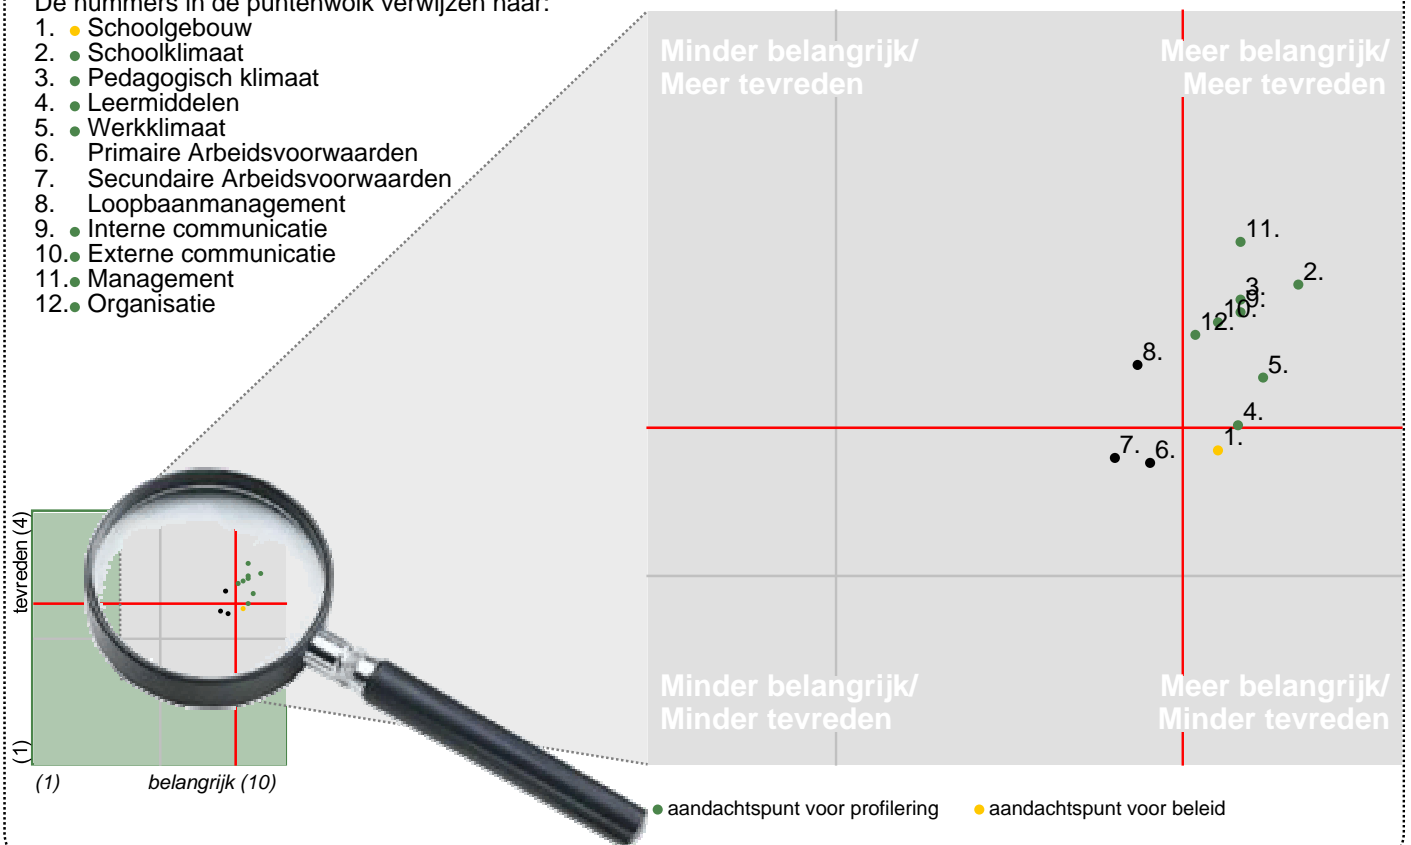 De nummers in de puntenwolk verwijzen naar:
1. Schoolgebouw
2. Schoolklimaat
3. Pedagogisch klimaat
4. Leermiddelen
5. Werkklimaat
6. Primaire Arbeidsvoorwaarden
7. Secundaire Arbeidsvoorwaarden
8. Loopbaanmanagement
9. Interne communicatie
10. Externe communicatie
11. Management
12. Organisatie
Minder belangrijk/
Meer tevreden
Meer belangrijk/
Meer tevreden
11.
2.
3.
9.
10.
12.
8.
5.
4.
1.
7.
6.
Minder belangrijk/
Minder tevreden
Meer belangrijk/
Minder tevreden
tevreden (4)
(1)
(1)
belangrijk (10)
aandachtspunt voor profilering
aandachtspunt voor beleid